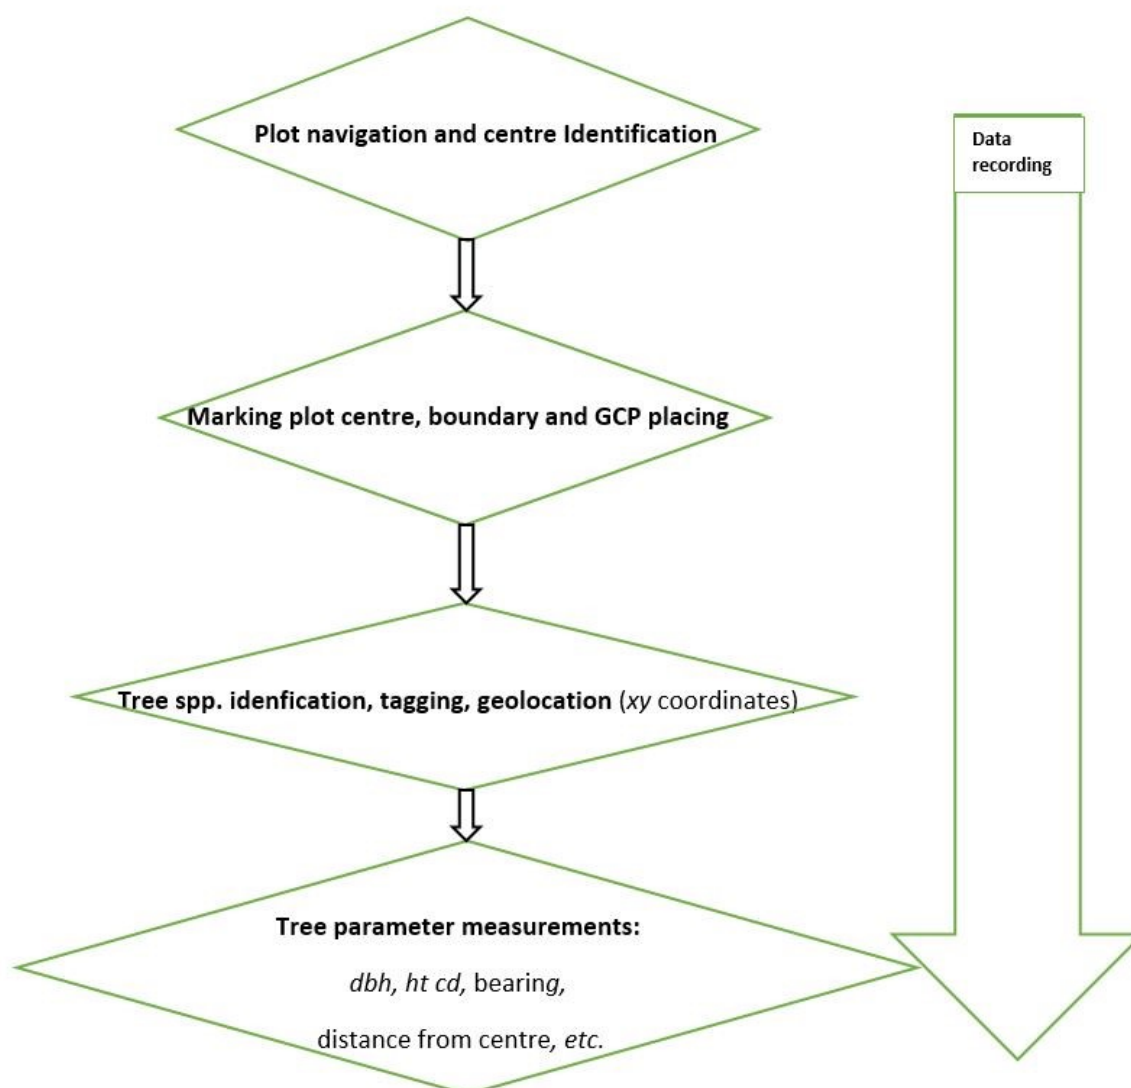 Plot navigation and centre Identification
Data
recording
Marking plot centre, boundary and GCP placing
Tree spp. idenfication, tagging, geolocation (xy coordinates)
Tree parameter measurements:
dbh, ht cd, bearing,
distance from centre, etc.